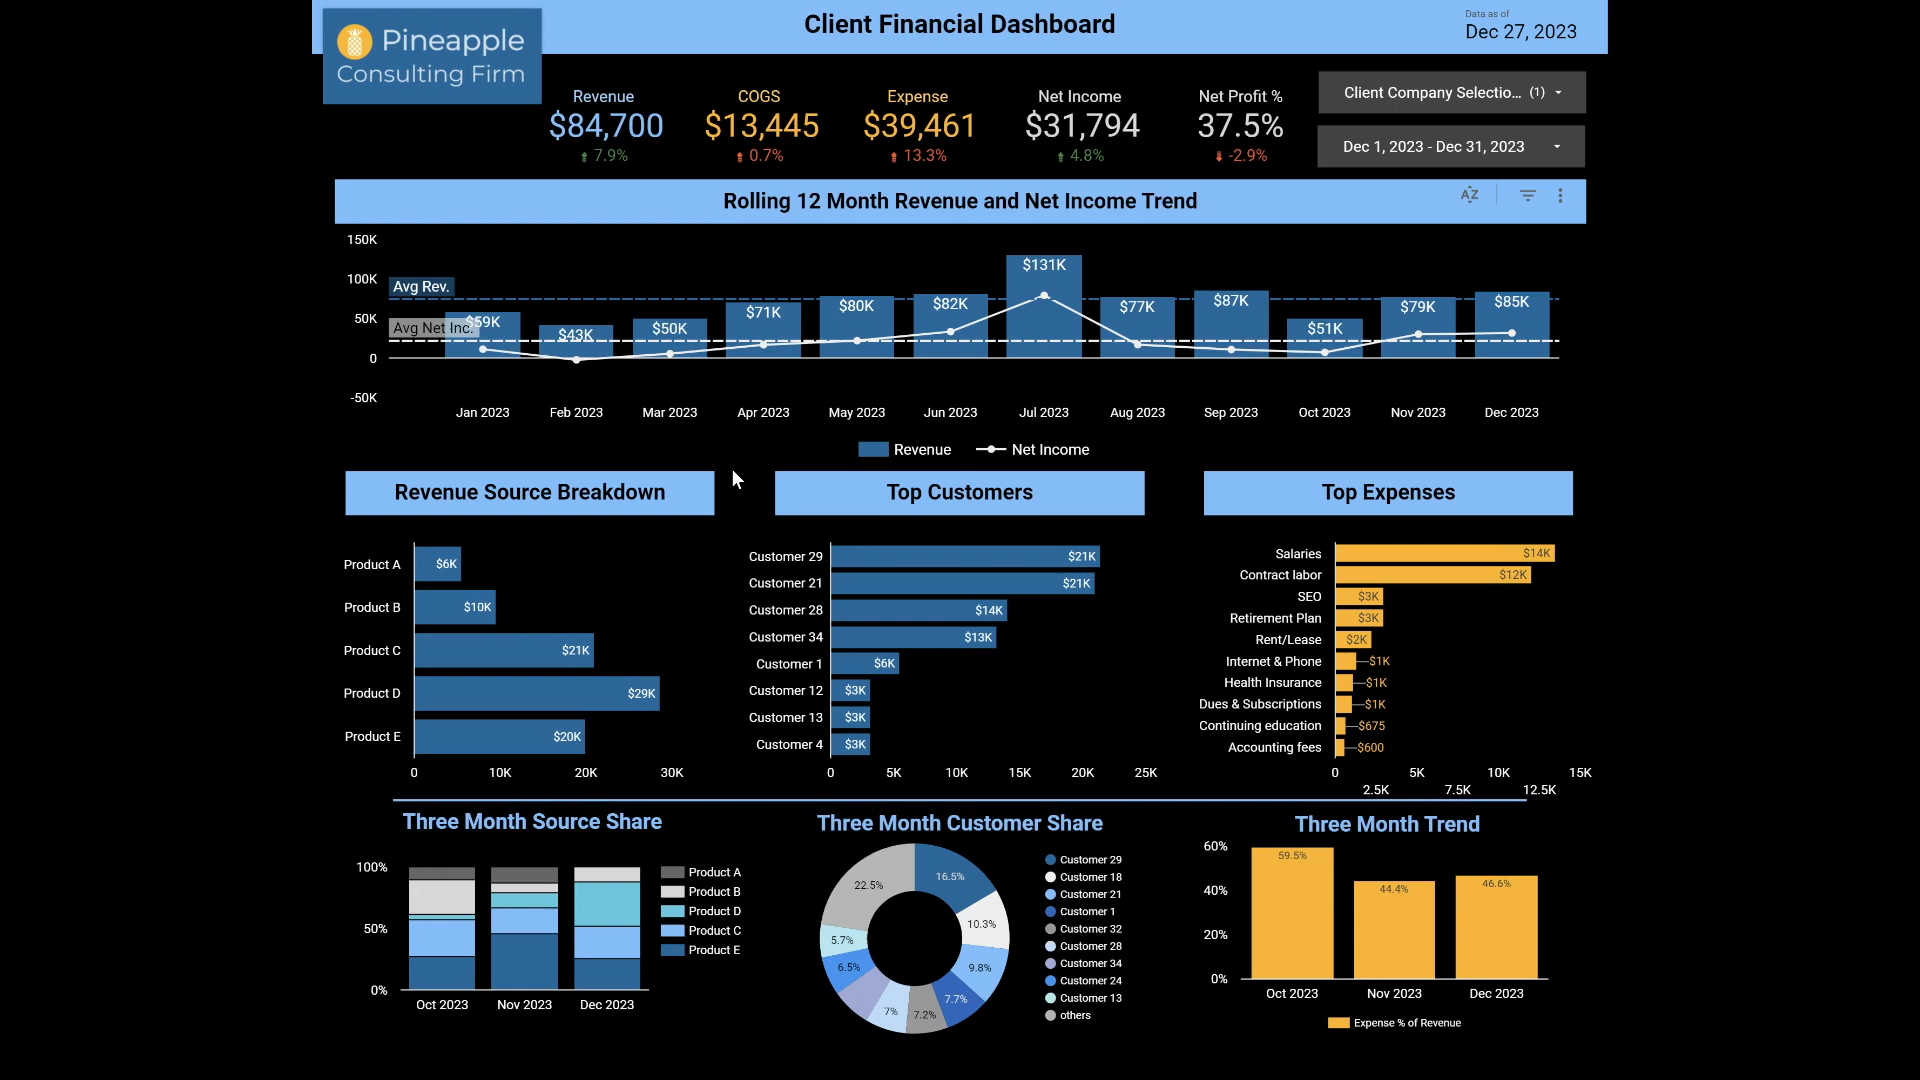 Pineapple
Consulting Firm
Client Financial Dashboard
Data as of
Dec 27, 2023
Revenue
$84,700
7.9%
COGS
$13,445
0.7%
Expense
$39,461
13.3%
Net Income
$31,794
4.8%
Net Profit %
37.5%
-2.9%
Client Company Selectio... (1)
Dec 1, 2023 - Dec 31, 2023
Rolling 12 Month Revenue and Net Income Trend
AZ
150K
100K
50K
0
-50K
Avg Rev.
Avg Net Inc.
$59K
$43K
$50K
$71K
$80K
$82K
$131K
$77K
$87K
$51K
$79K
$85K
Jan 2023
Feb 2023
Mar 2023
Apr 2023
May 2023
Jun 2023
Jul 2023
Aug 2023
Sep 2023
Oct 2023
Nov 2023
Dec 2023
Revenue
Net Income
Revenue Source Breakdown
Product A
$6K
Product B
$10K
Product C
$21K
Product D
$29K
Product E
$20K
0
10K
20K
30K
Top Customers
Customer 29
$21K
Customer 21
$21K
Customer 28
$14K
Customer 34
$13K
Customer 1
$6K
Customer 12
$3K
Customer 13
$3K
Customer 4
$3K
0
5K
10K
15K
20K
25K
Top Expenses
Salaries
$14K
Contract labor
$12K
SEO
$3K
Retirement Plan
$3K
Rent/Lease
$2K
Internet & Phone
$1K
Health Insurance
$1K
Dues & Subscriptions
$1K
Continuing education
$675
Accounting fees
$600
0
5K
10K
15K
2.5K
7.5K
12.5K
Three Month Source Share
100%
50%
0%
Oct 2023
Nov 2023
Dec 2023
Product A
Product B
Product D
Product C
Product E
Three Month Customer Share
16.5%
10.3%
9.8%
7.7%
7.2%
7%
6.5%
5.7%
22.5%
Customer 29
Customer 18
Customer 21
Customer 1
Customer 32
Customer 28
Customer 34
Customer 24
Customer 13
others
Three Month Trend
60%
40%
20%
0%
59.5%
44.4%
46.6%
Oct 2023
Nov 2023
Dec 2023
Expense % of Revenue